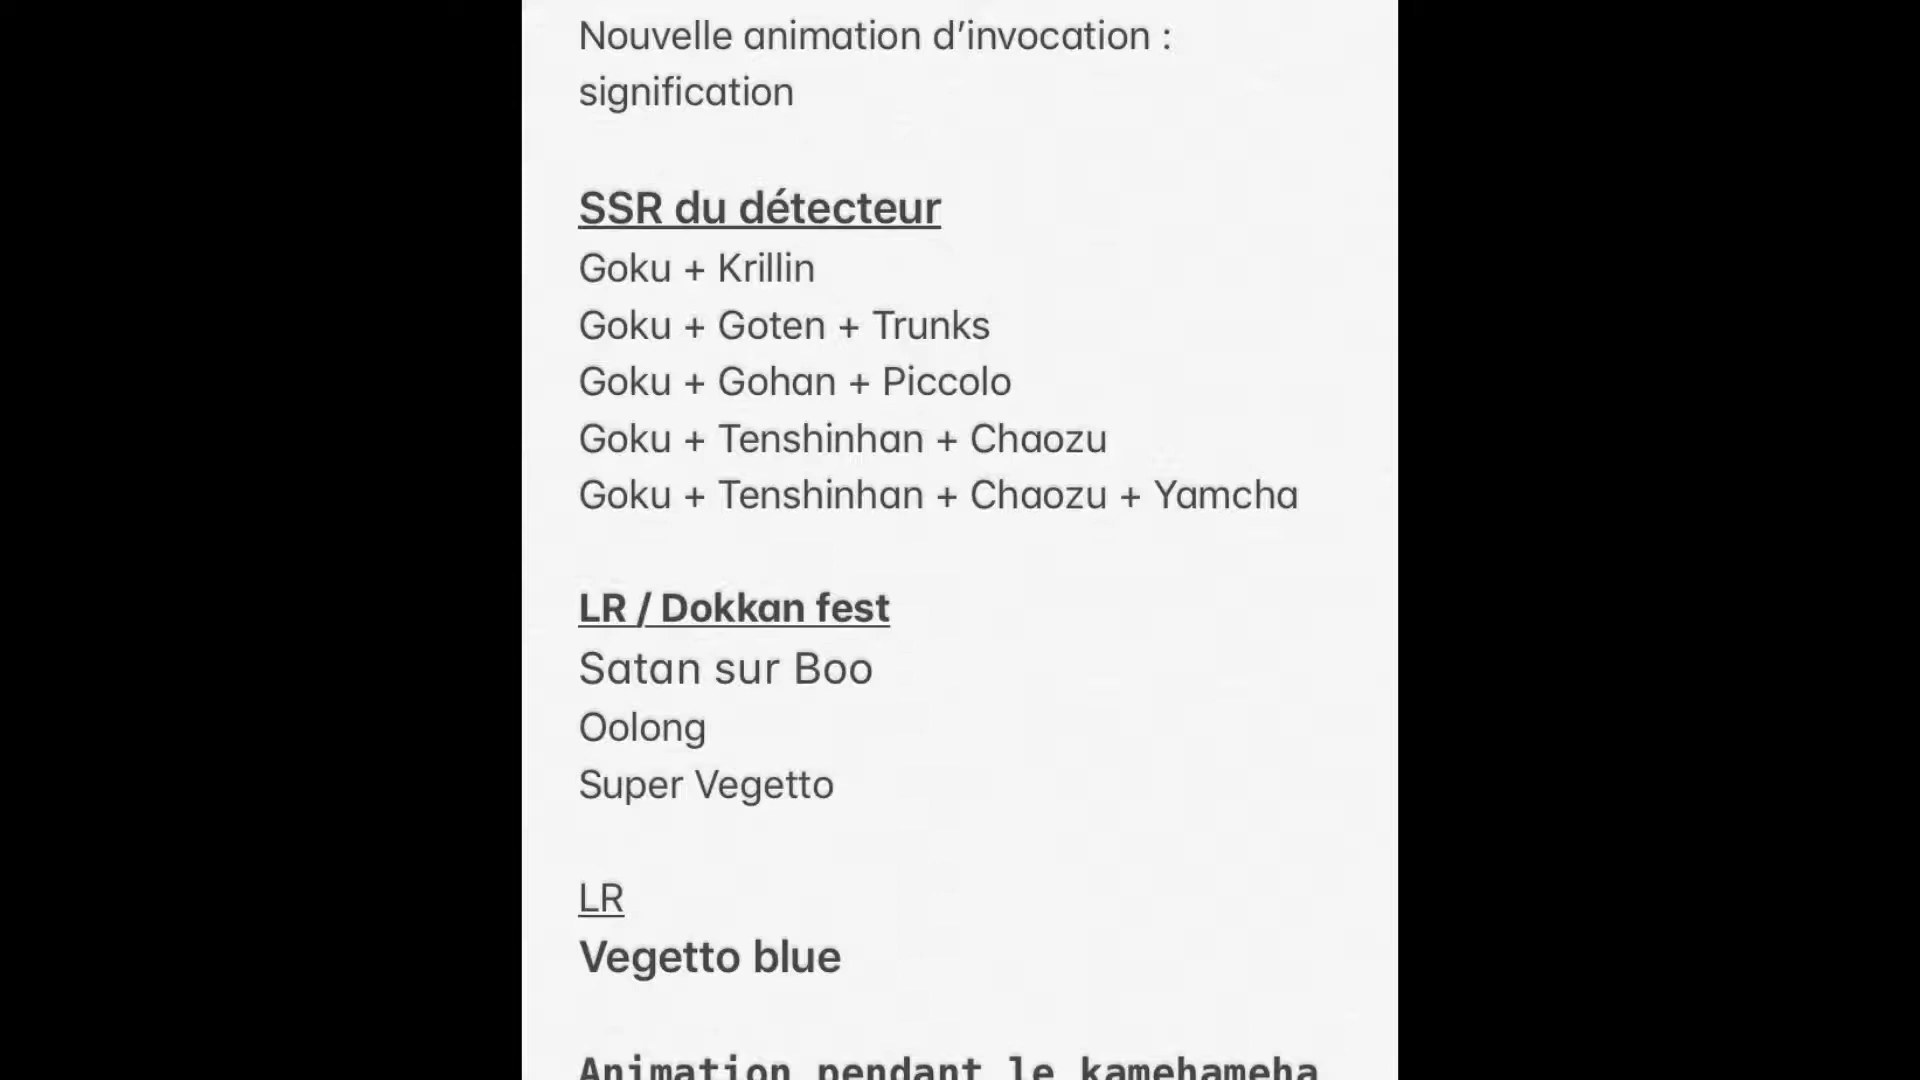 Nouvelle animation d’invocation :
signification
SSR du détecteur
Goku + Krillin
Goku + Goten + Trunks
Goku + Gohan + Piccolo
Goku + Tenshinhan + Chaozu
Goku + Tenshinhan + Chaozu + Yamcha
LR / Dokkan fest
Satan sur Boo
Oolong
Super Vegetto
LR
Vegetto blue
Animation pendant le kamehameha